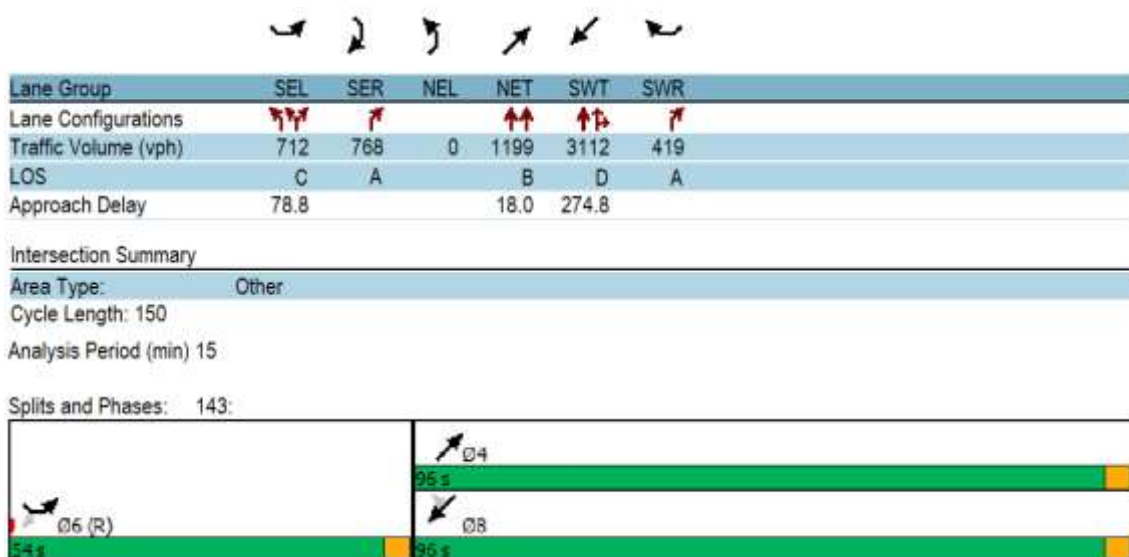 Lane Group SEL SER NEL NET SWT SWR
Lane Configurations
Traffic Volume (vph) 712 768 0 1199 3112 419
LOS C A B D A
Approach Delay 78.8 18.0 274.8
Intersection Summary
Area Type: Other
Cycle Length: 150
Analysis Period (min) 15
Splits and Phases: 143:
Ø4
96 s
Ø6 (R)
54 s
Ø8
96 s